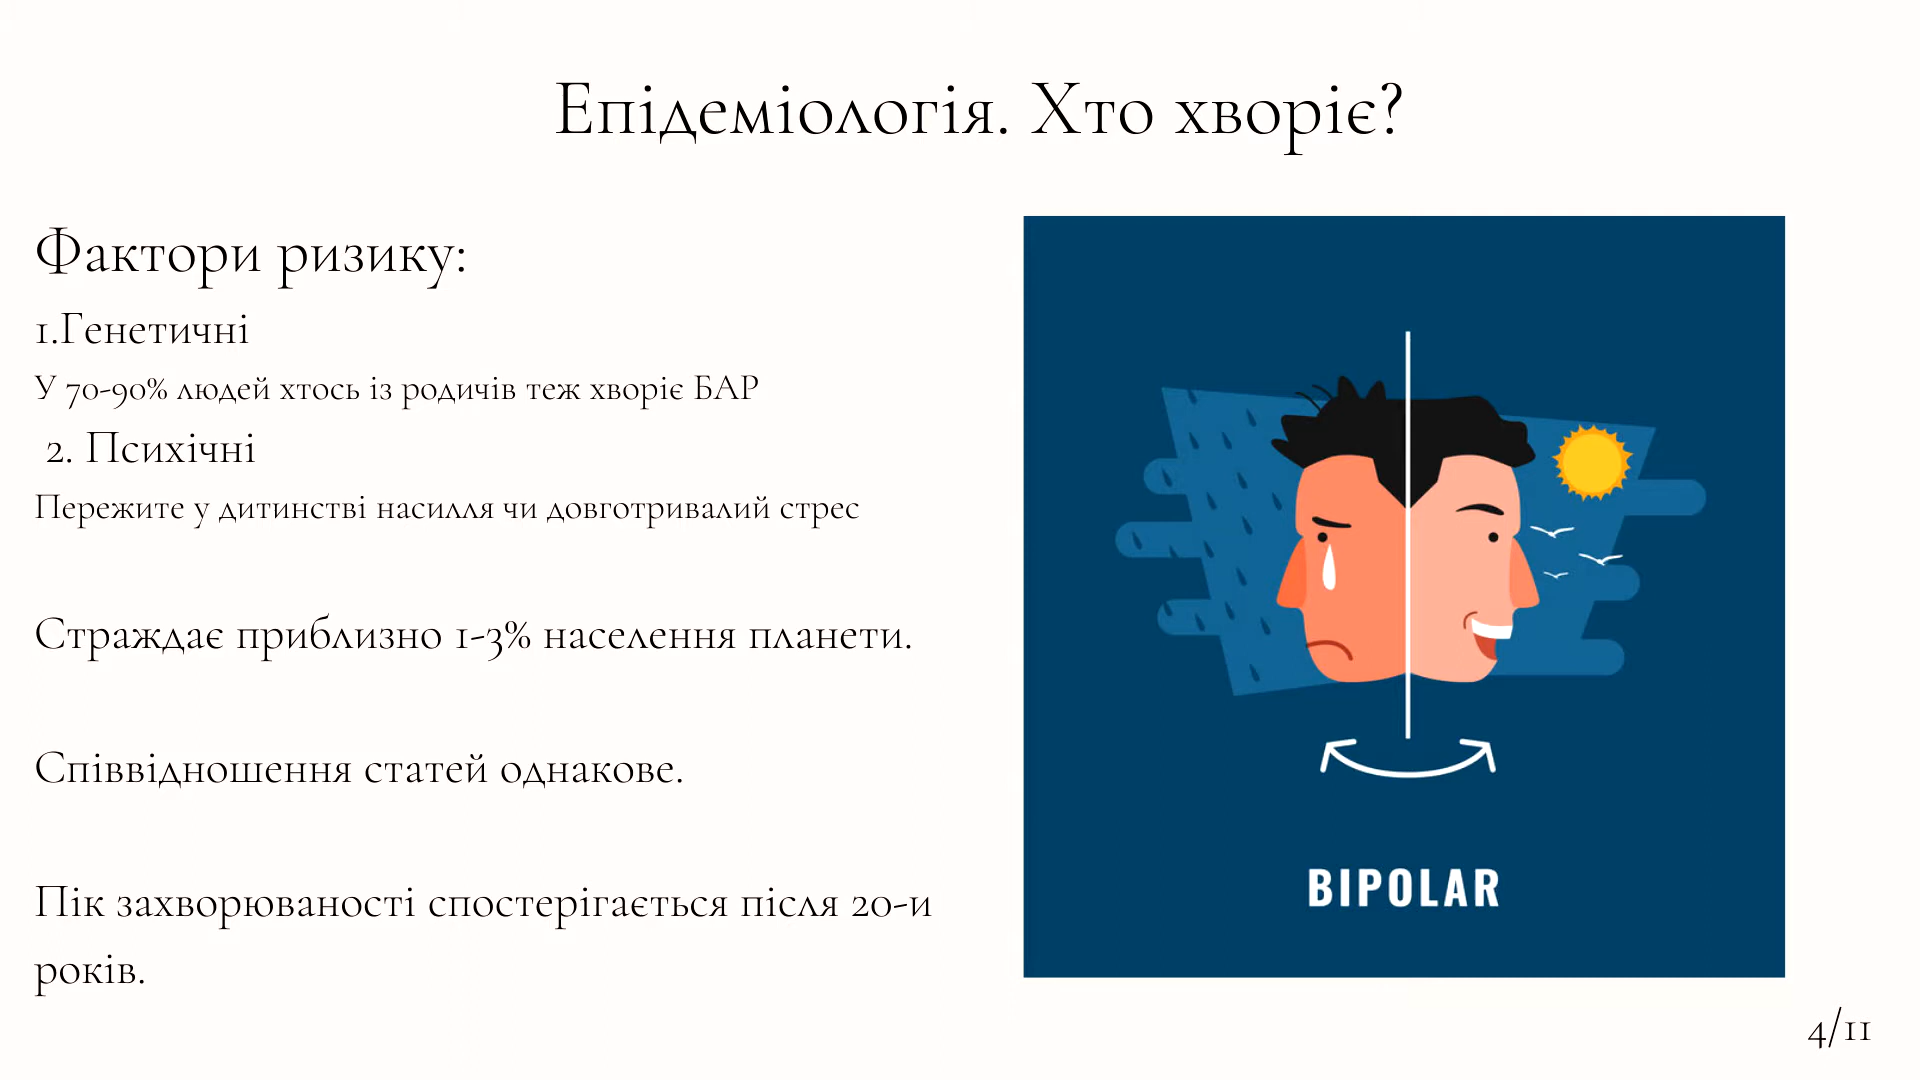 Епідеміологія. Хто хворіє?
Фактори ризику:
1.Генетичні
У 70-90% людей хтось із родичів теж хворіє БАР
2. Психічні
Пережите у дитинстві насилля чи довготривалий стрес
Страждає приблизно 1-3% населення планети.
Співвідношення статей однакове.
Пік захворюваності спостерігається після 20-и
років.
BIPOLAR
4/11